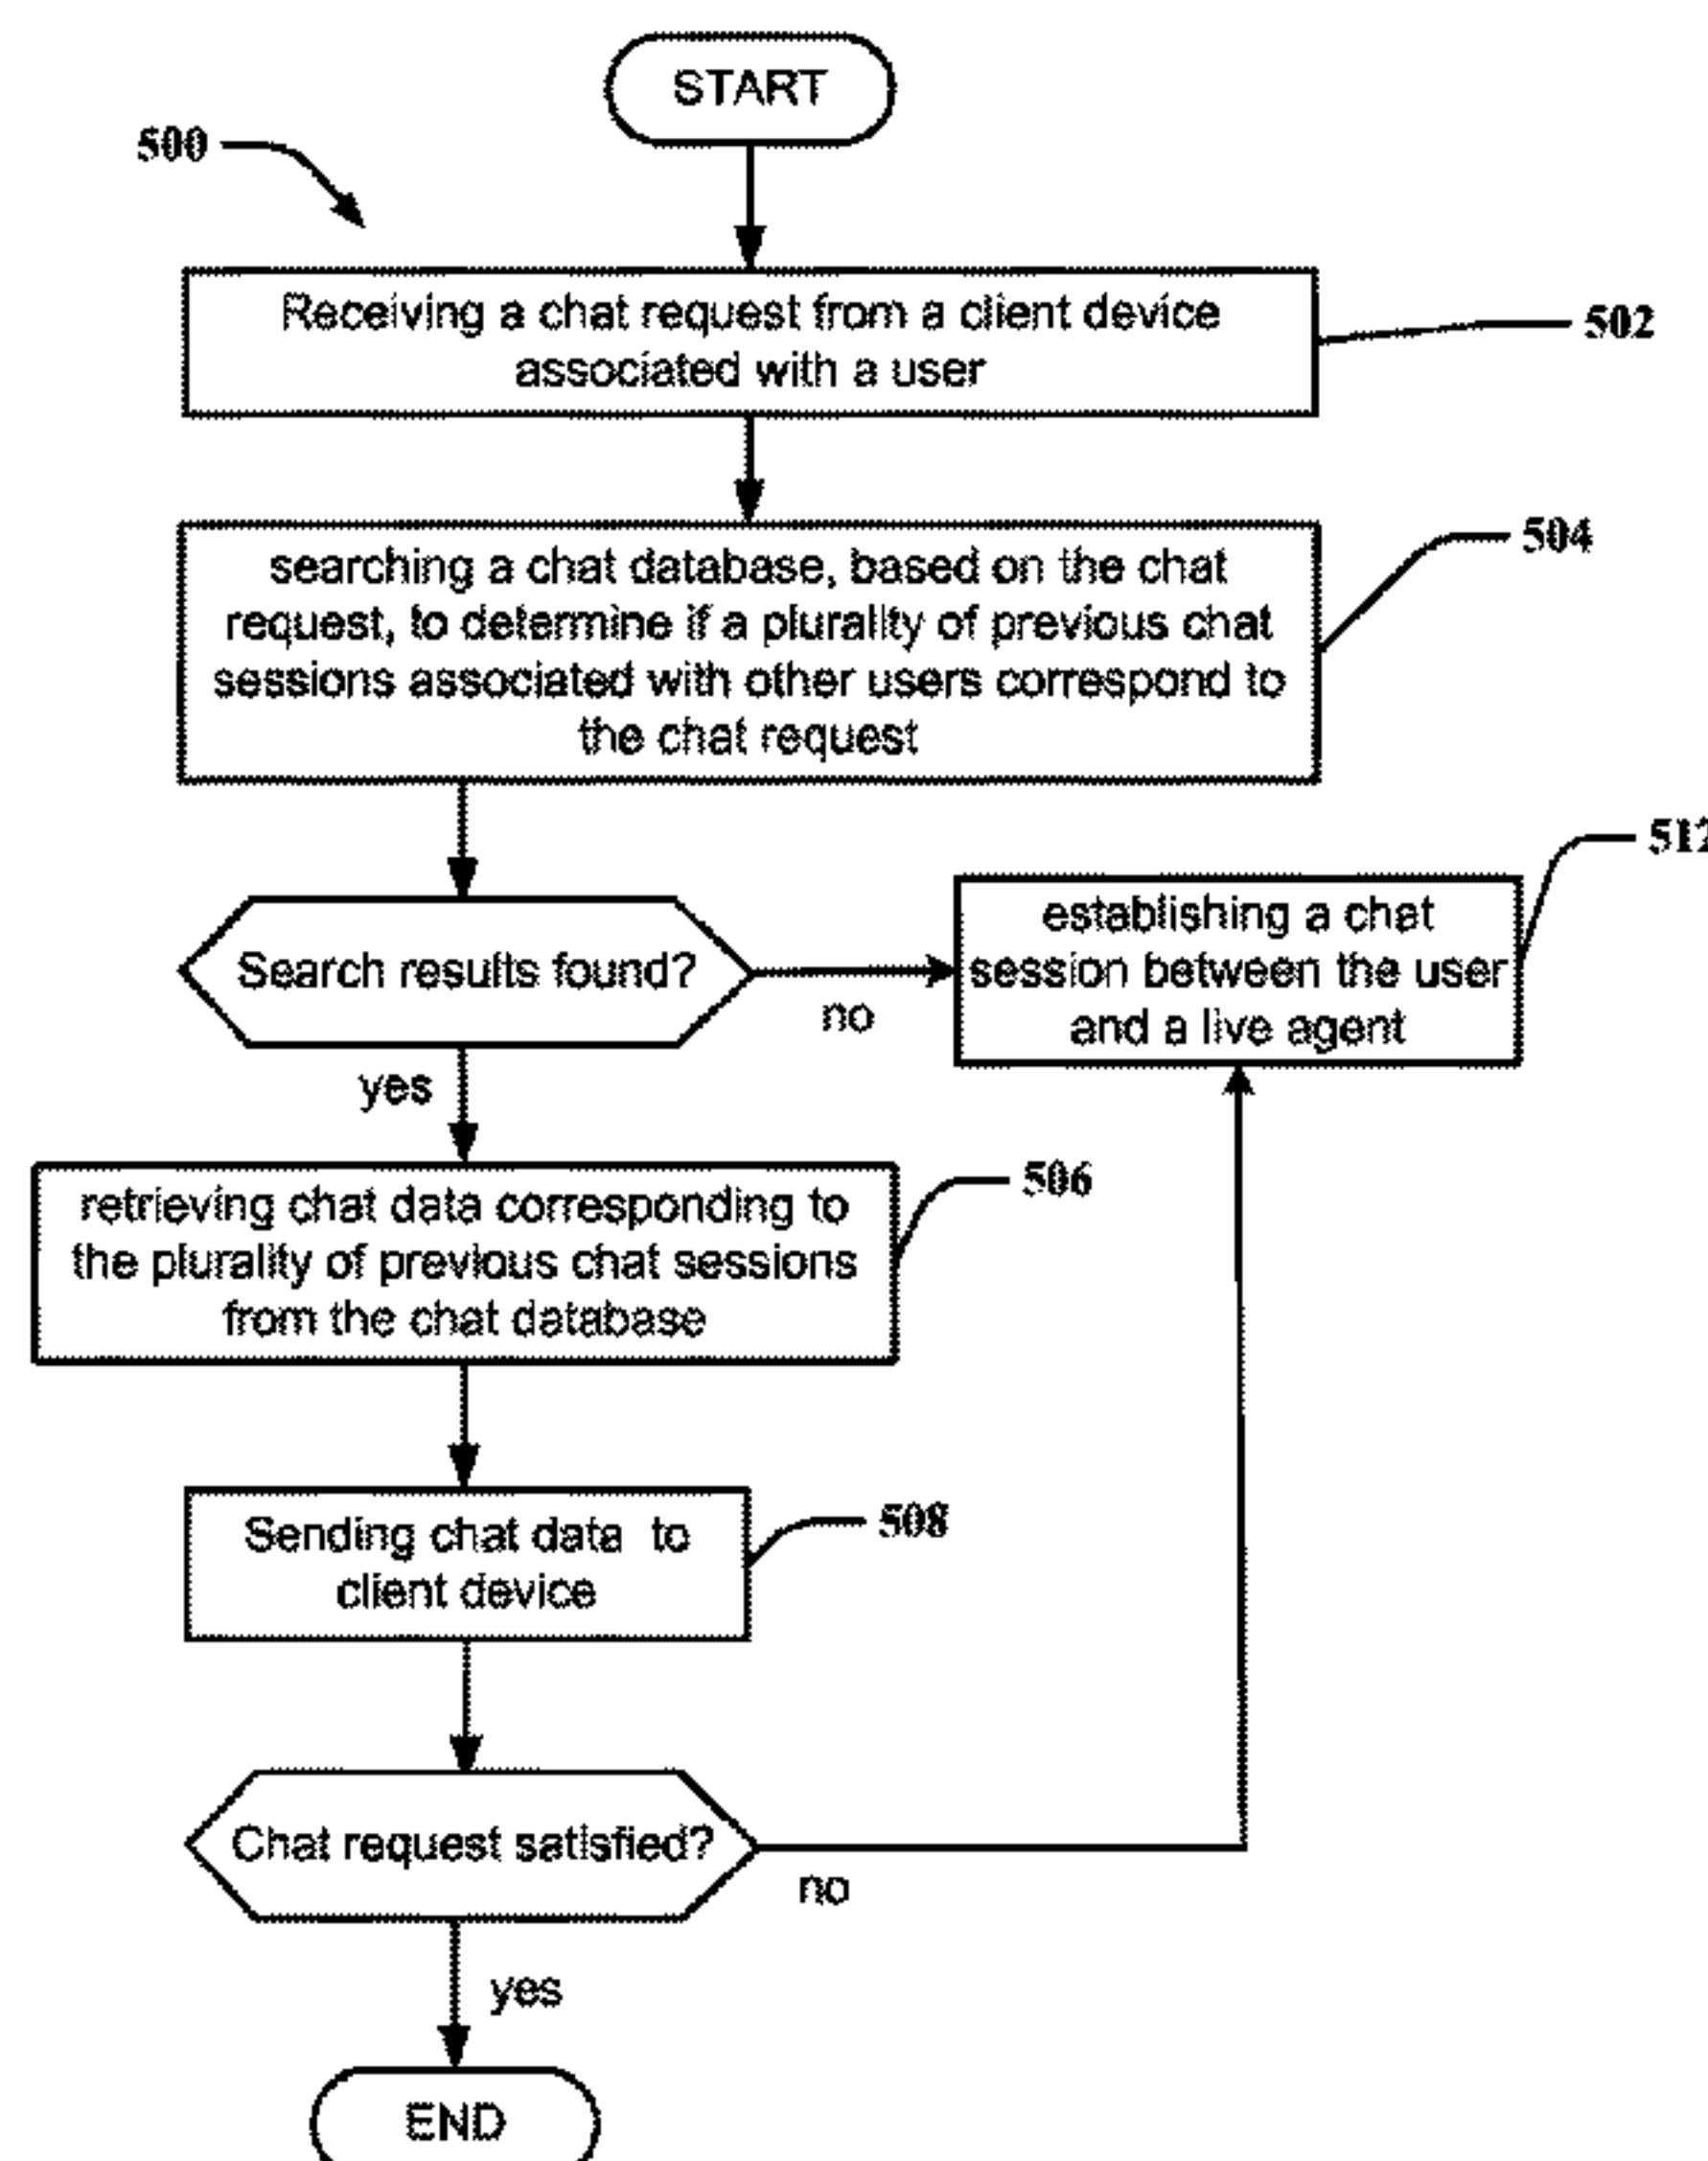 START
500
Receiving a chat request from a client device
associated with a user
502
searching a chat database, based on the chat
request, to determine if a plurality of previous chat
sessions associated with other users correspond to
the chat request
504
Search results found?
no
establishing a chat
session between the user
and a live agent
512
yes
retrieving chat data corresponding to
the plurality of previous chat sessions
from the chat database
506
Sending chat data to
client device
508
Chat request satisfied?
no
yes
END